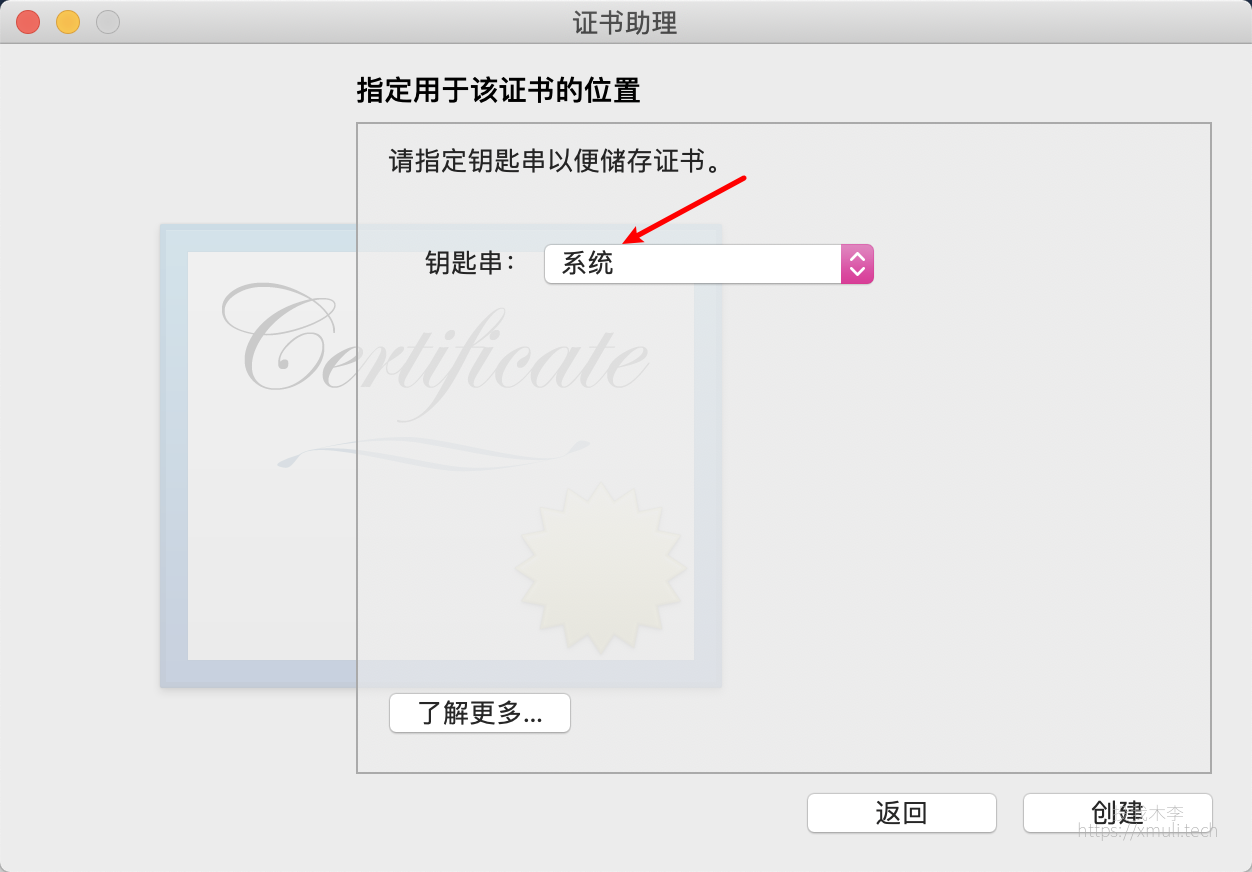 证书助理
指定用于该证书的位置
请指定钥匙串以便储存证书。
钥匙串：
系统
Certificate
了解更多...
返回
创建
木李
https://xmuli.tech